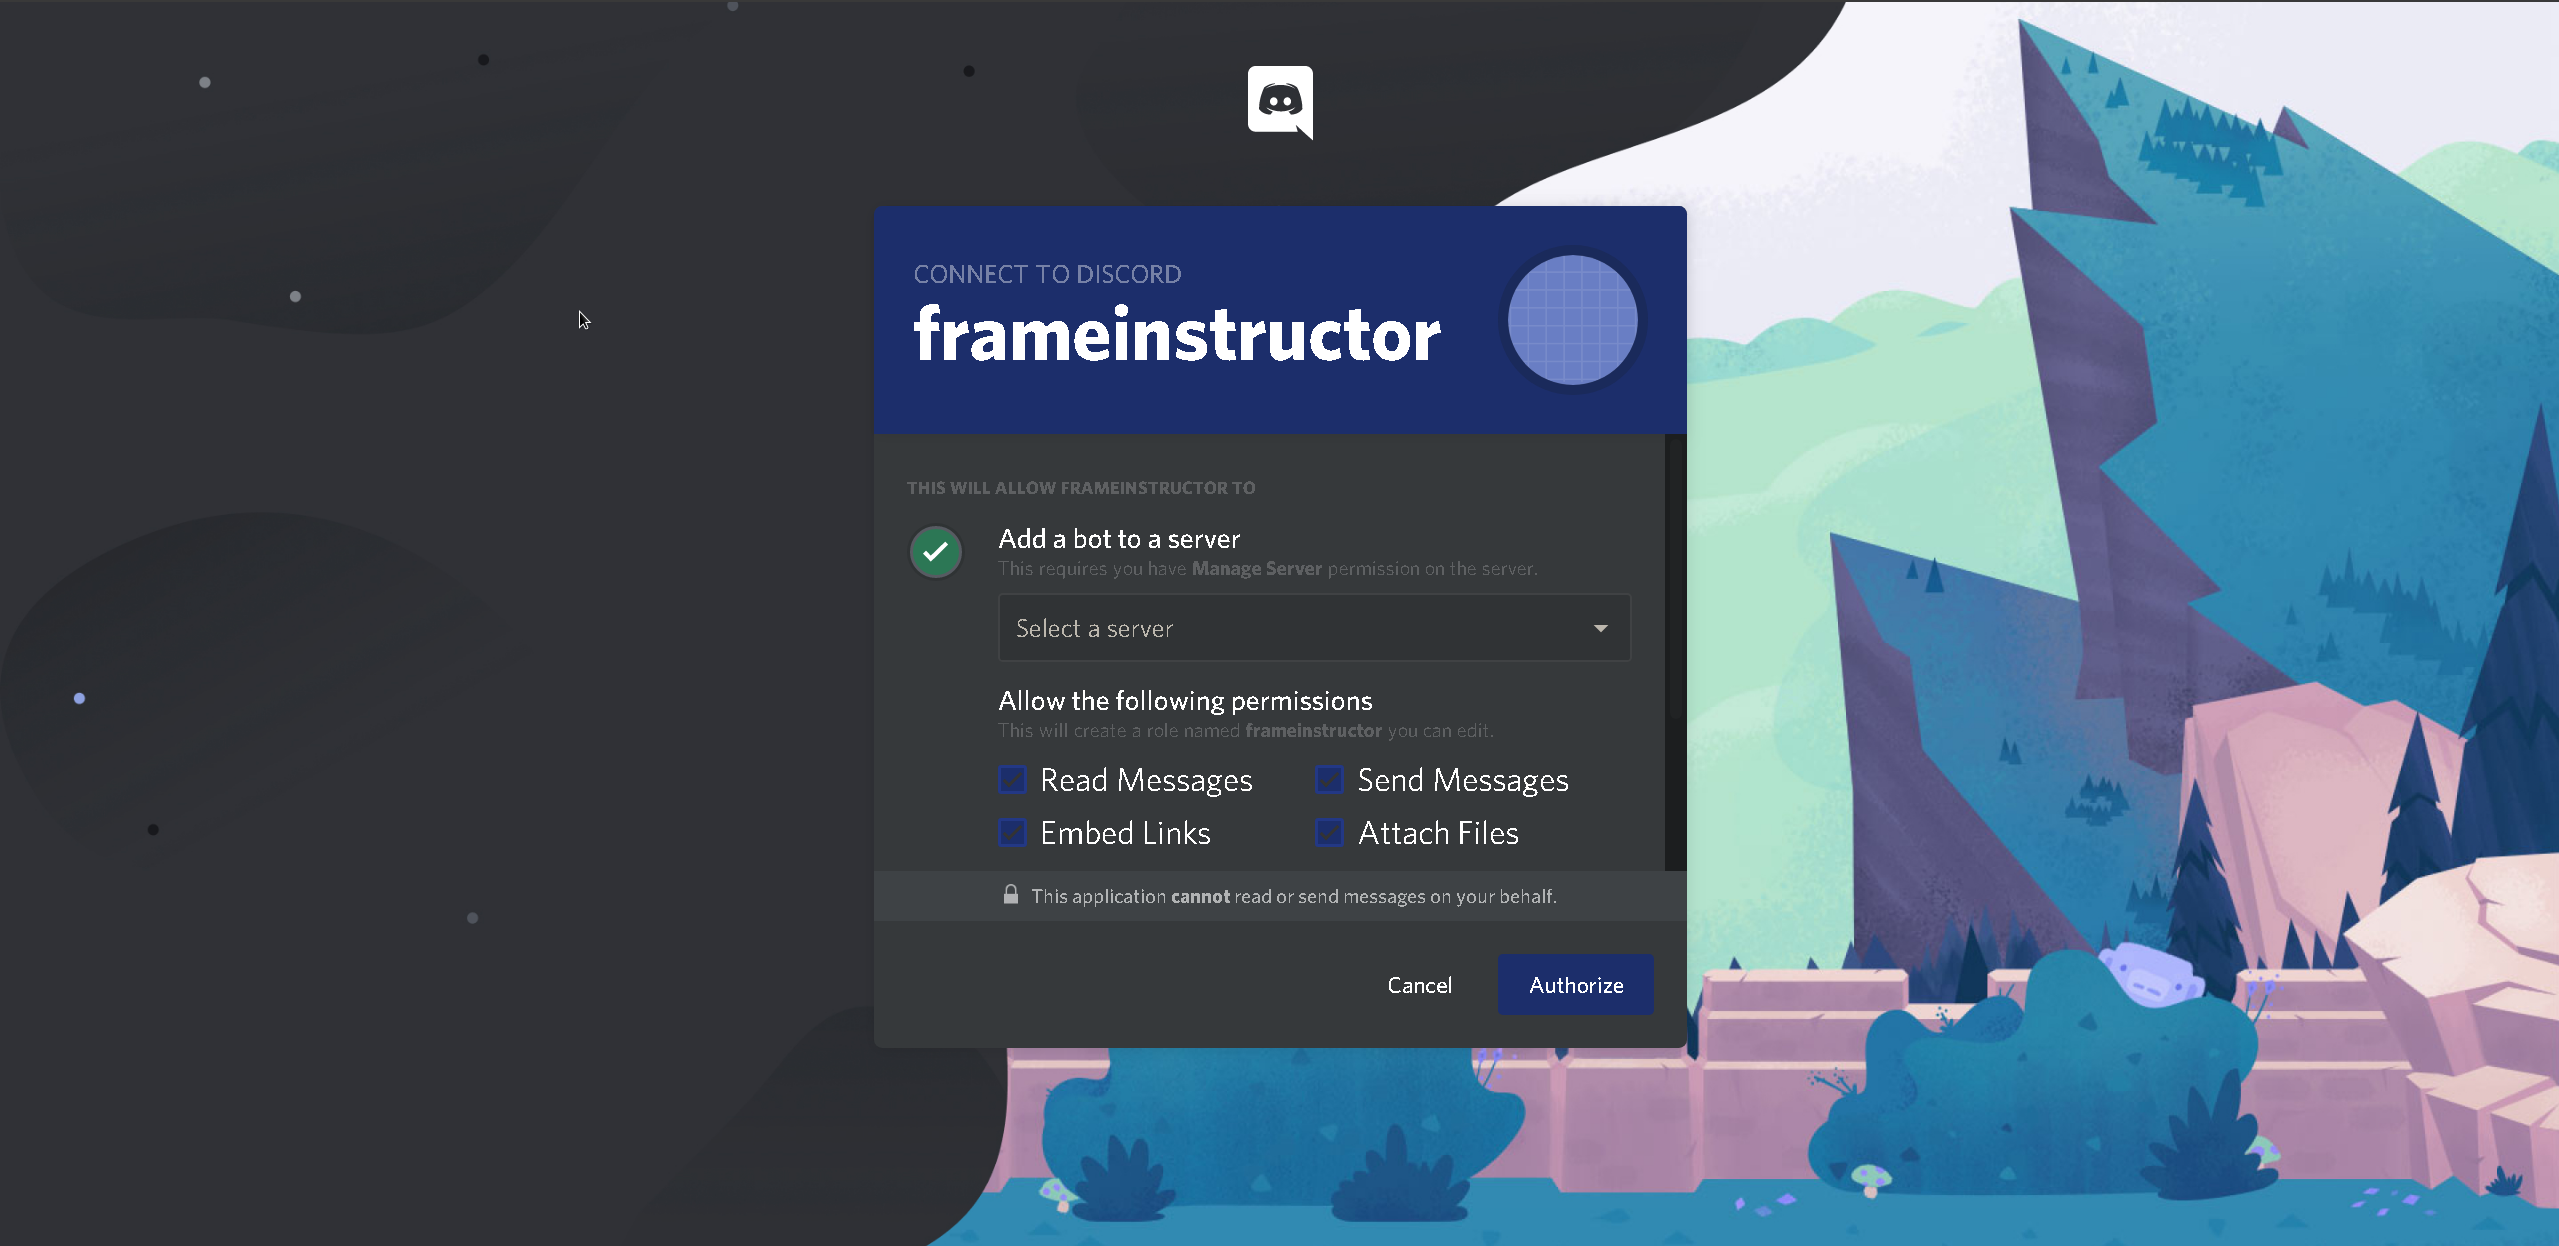 CONNECT TO DISCORD
frameinstructor
THIS WILL ALLOW FRAMEINSTRUCTOR TO
Add a bot to a server
This requires you have Manage Server permission on the server.
Select a server
Allow the following permissions
This will create a role named frameinstructor you can edit.
Read Messages
Send Messages
Embed Links
Attach Files
This application cannot read or send messages on your behalf.
Cancel
Authorize